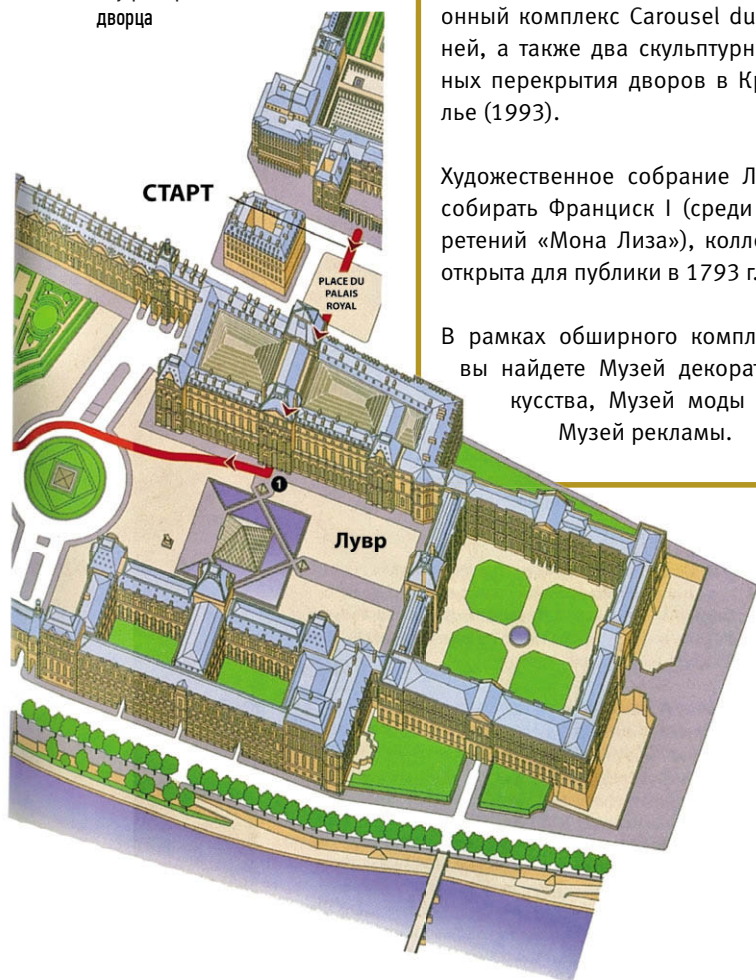 дворца
онный комплекс Carousel du
ней, а также два скульптурн
ных перекрытия дворов в Кр
лье (1993).
Художественное собрание Л
собирать Франциск I (среди
ретений «Мона Лиза»), колл
открыта для публики в 1793 г.
В рамках обширного компл
вы найдете Музей декорат
кусства, Музей моды
Музей рекламы.
СТАРТ
PLACE DU
PALAIS
ROYAL
1
Лувр